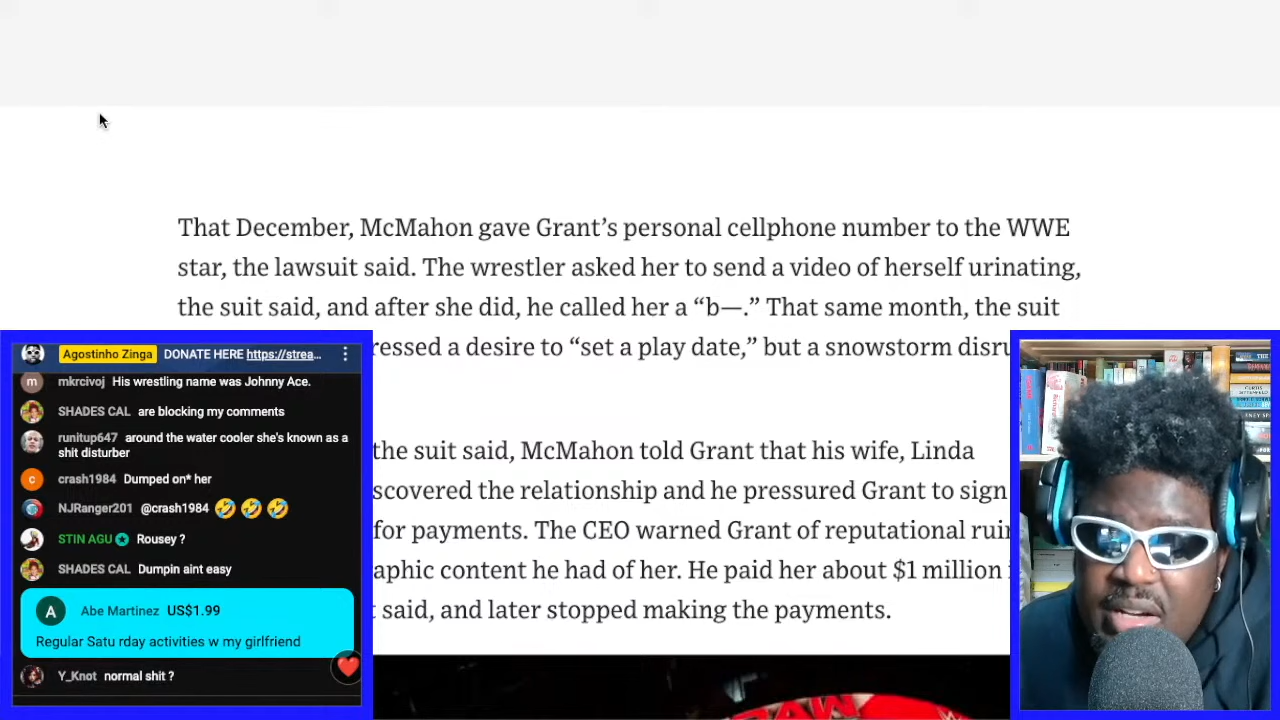 That December, McMahon gave Grant’s personal cellphone number to the WWE
star, the lawsuit said. The wrestler asked her to send a video of herself urinating,
the suit said, and after she did, he called her a “b—.” That same month, the suit
ressed a desire to “set a play date,” but a snowstorm disru
the suit said, McMahon told Grant that his wife, Linda
scovered the relationship and he pressured Grant to sign
for payments. The CEO warned Grant of reputational ruin
aphic content he had of her. He paid her about $1 million
t said, and later stopped making the payments.
Agostinho Zinga DONATE HERE https://strea...
m mkrcivoj His wrestling name was Johnny Ace.
SHADES CAL are blocking my comments
runitup647 around the water cooler she's known as a
shit disturber
c crash1984 Dumped on* her
NJRanger201 @crash1984 🤣 🤣 🤣
STIN AGU Rousey ?
SHADES CAL Dumpin aint easy
A Abe Martinez US$1.99
Regular Satu rday activities w my girlfriend
Y_Knot normal shit ?
RAW